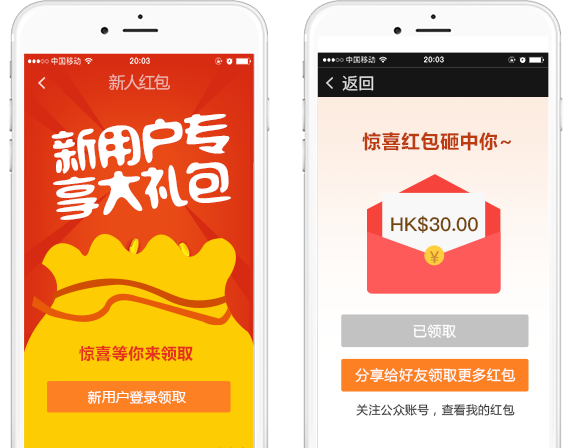 中国移动 20:03
新人红包
新用户专
享大礼包
惊喜等你来领取
新用户登录领取
中国移动 20:03
返回
惊喜红包砸中你~
HK$30.00
¥
已领取
分享给好友领取更多红包
关注公众账号，查看我的红包